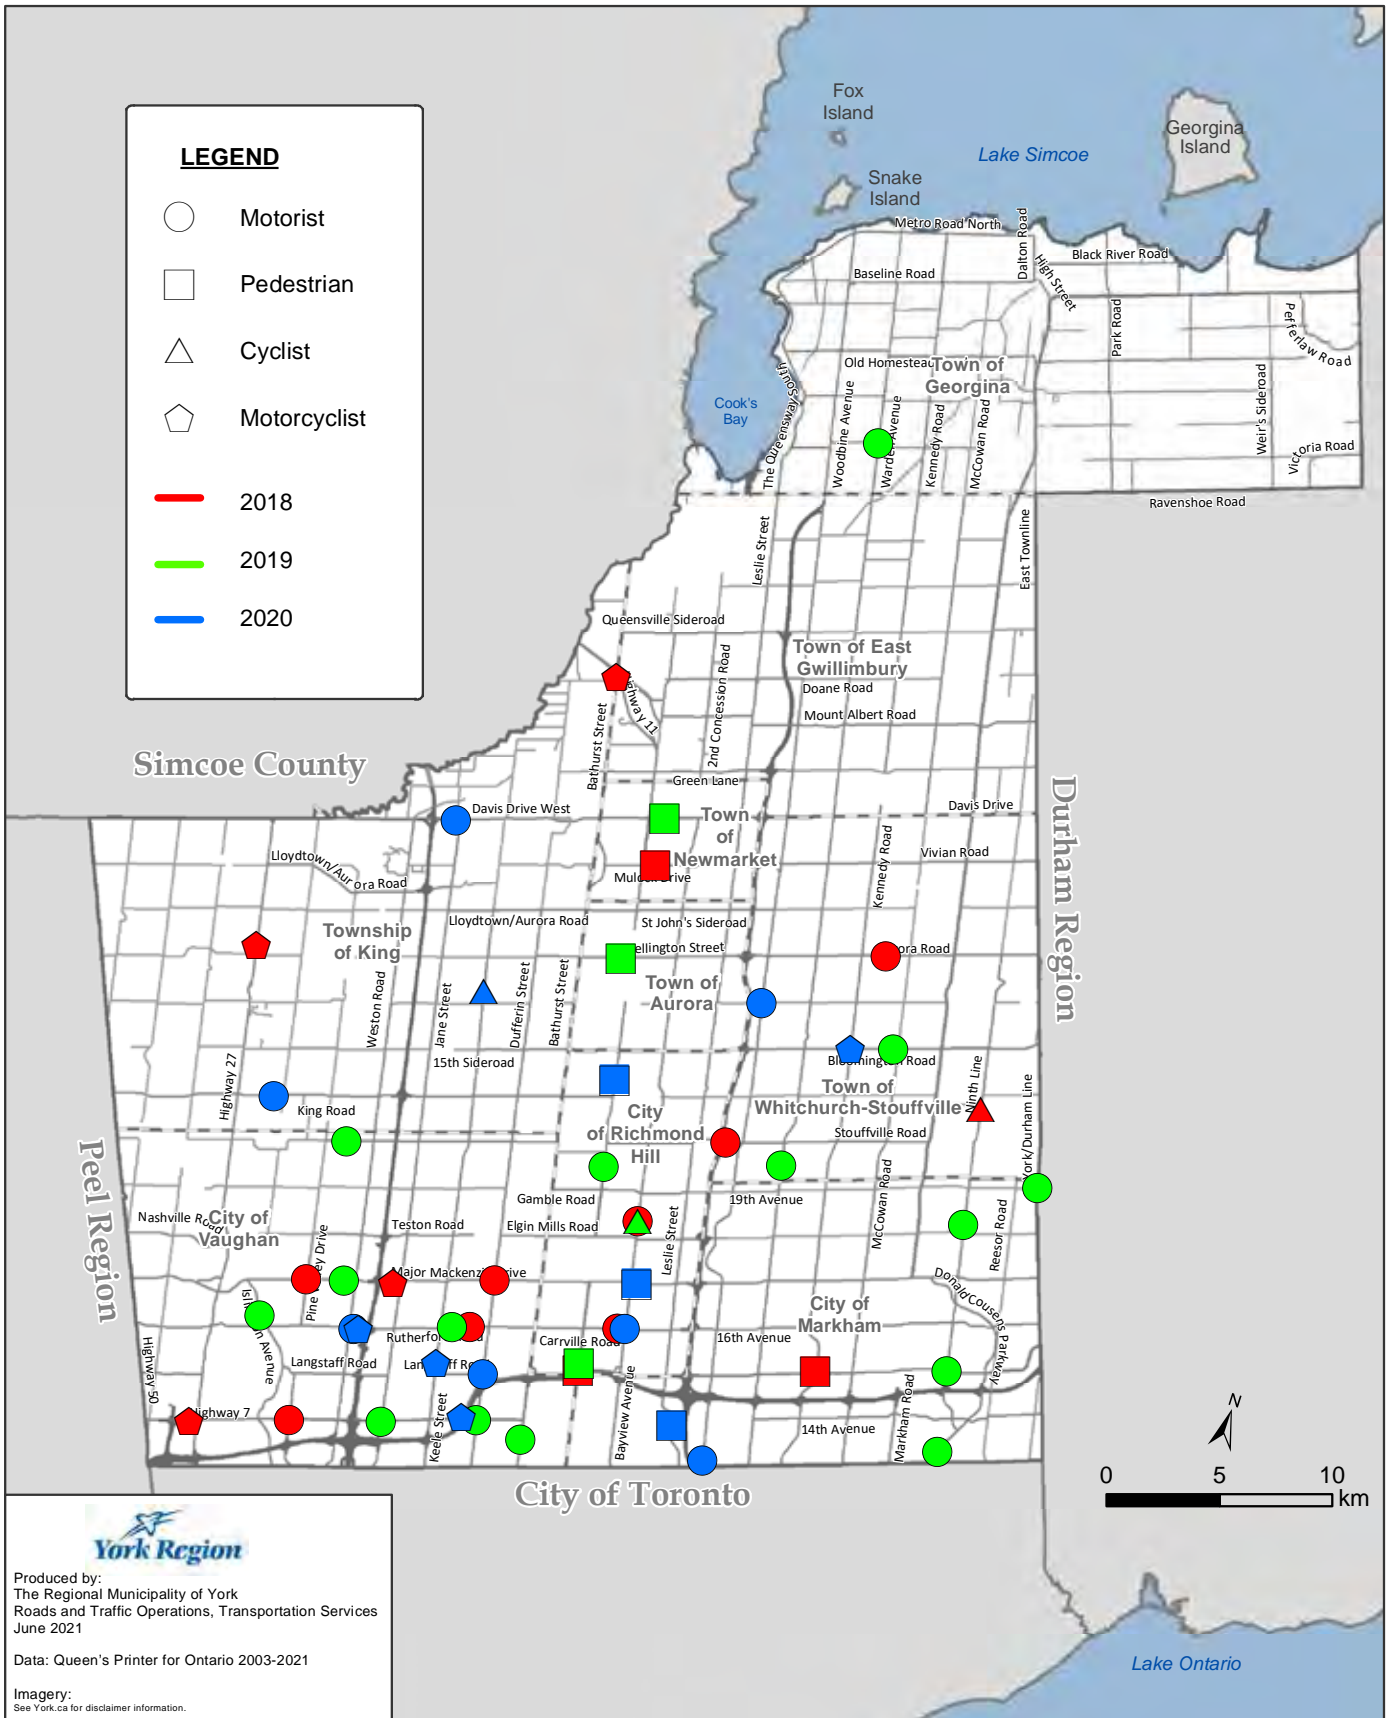 Fox
Island
Georgina
Island
Lake Simcoe
Snake
Island
LEGEND
Motorist
Pedestrian
Cyclist
Motorcyclist
2018
2019
2020
Metro Road North
Dalton Road
Black River Road
Baseline Road
High Street
Park Road
Pefferlaw Road
Old Homestead
Town of
Georgina
The Queensway South
Cook's
Bay
Woodbine Avenue
Kennedy Road
McCowan Road
Weir's Sideroad
Victoria Road
Ravenshoe Road
Leslie Street
East Townline
Queensville Sideroad
Town of East
Gwillimbury
2nd Concession Road
Doane Road
Mount Albert Road
Bathurst Street
Simcoe County
Green Lane
Davis Drive West
Davis Drive
Town
of
Newmarket
Kennedy Road
Vivian Road
Lloydtown/Aurora Road
Durham Region
Lloydtown/Aurora Road
St John's Sideroad
Township
of King
Town of
Aurora
Weston Road
Jane Street
Dufferin Street
Bathurst Street
15th Sideroad
Highway 27
King Road
Town of
Whitchurch-Stouffville
Ninth Line
City
of Richmond
Hill
Stouffville Road
York/Durham Line
Peel Region
Gamble Road
19th Avenue
McCowan Road
Reesor Road
Nashville Road
City of
Vaughan
Teston Road
Elgin Mills Road
Leslie Street
Donald Cousens Parkway
City of
Markham
Carrville Road
16th Avenue
Langstaff Road
Highway 50
Keele Street
Bayview Avenue
14th Avenue
Markham Road
City of Toronto
N
0 5 10
km
York Region
Produced by:
The Regional Municipality of York
Roads and Traffic Operations, Transportation Services
June 2021
Data: Queen's Printer for Ontario 2003-2021
Imagery:
See York.ca for disclaimer information.
Lake Ontario